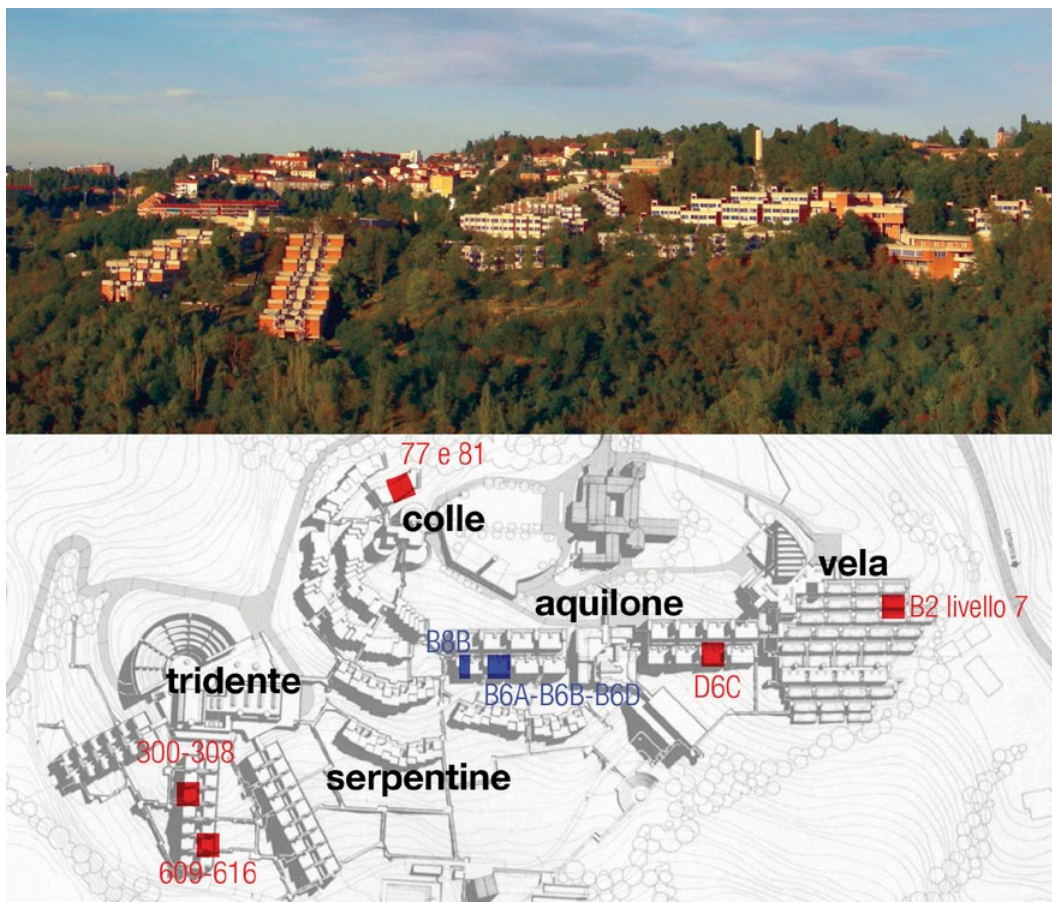 77 e 81
colle
vela
Urbino
aquilone
B2 livello 7
B8B
tridente
B6A-B6B-B6D
D6C
300-308
serpentine
609-616